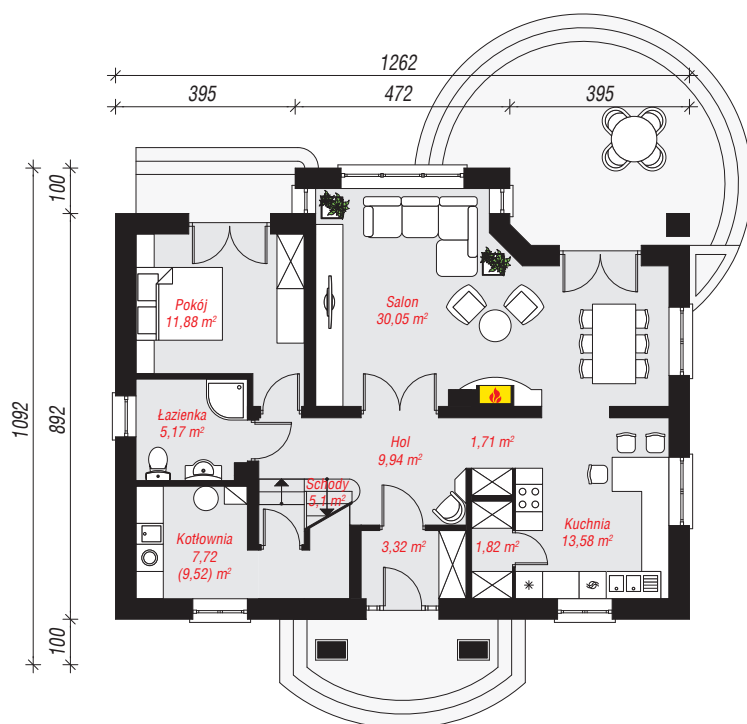 1262
395
472
395
100
892
100
1092
Pokój
11,88 m²
Salon
30,05 m²
Łazienka
5,17 m²
Hol
9,94 m²
1,71 m²
Schody
5,1 m²
Kotłownia
7,72
(9,52) m²
3,32 m²
1,82 m²
Kuchnia
13,58 m²